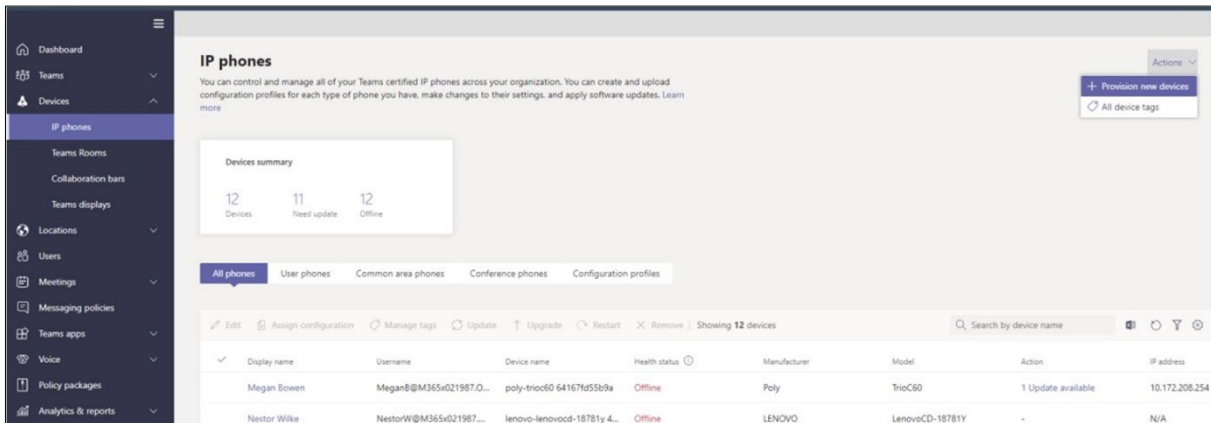 Dashboard
Teams
Devices
IP phones
Teams Rooms
Collaboration bars
Teams displays
Locations
Users
Meetings
Messaging policies
Teams apps
Voice
Policy packages
Analytics & reports
IP phones
You can control and manage all of your Teams certified IP phones across your organization. You can create and upload
configuration profiles for each type of phone you have, make changes to their settings, and apply software updates. Learn
more
Actions
+ Provision new devices
All device tags
Devices summary
12 11 12
Devices Need update Offline
All phones User phones Common area phones Conference phones Configuration profiles
Edit Assign configuration Manage tags Update Upgrade Restart Remove | Showing 12 devices Search by device name
Display name Username Device name Health status Manufacturer Model Action IP address
Megan Bowen MeganB@M365x021987.O... poly-trioc60 64167fd55b9a Offline Poly TrioC60 1 Update available 10.172.208.254
Nestor Wilke NestorW@M365x021987.... lenovo-lenovocd-18781y 4... Offline LENOVO LenovoCD-18781Y - N/A